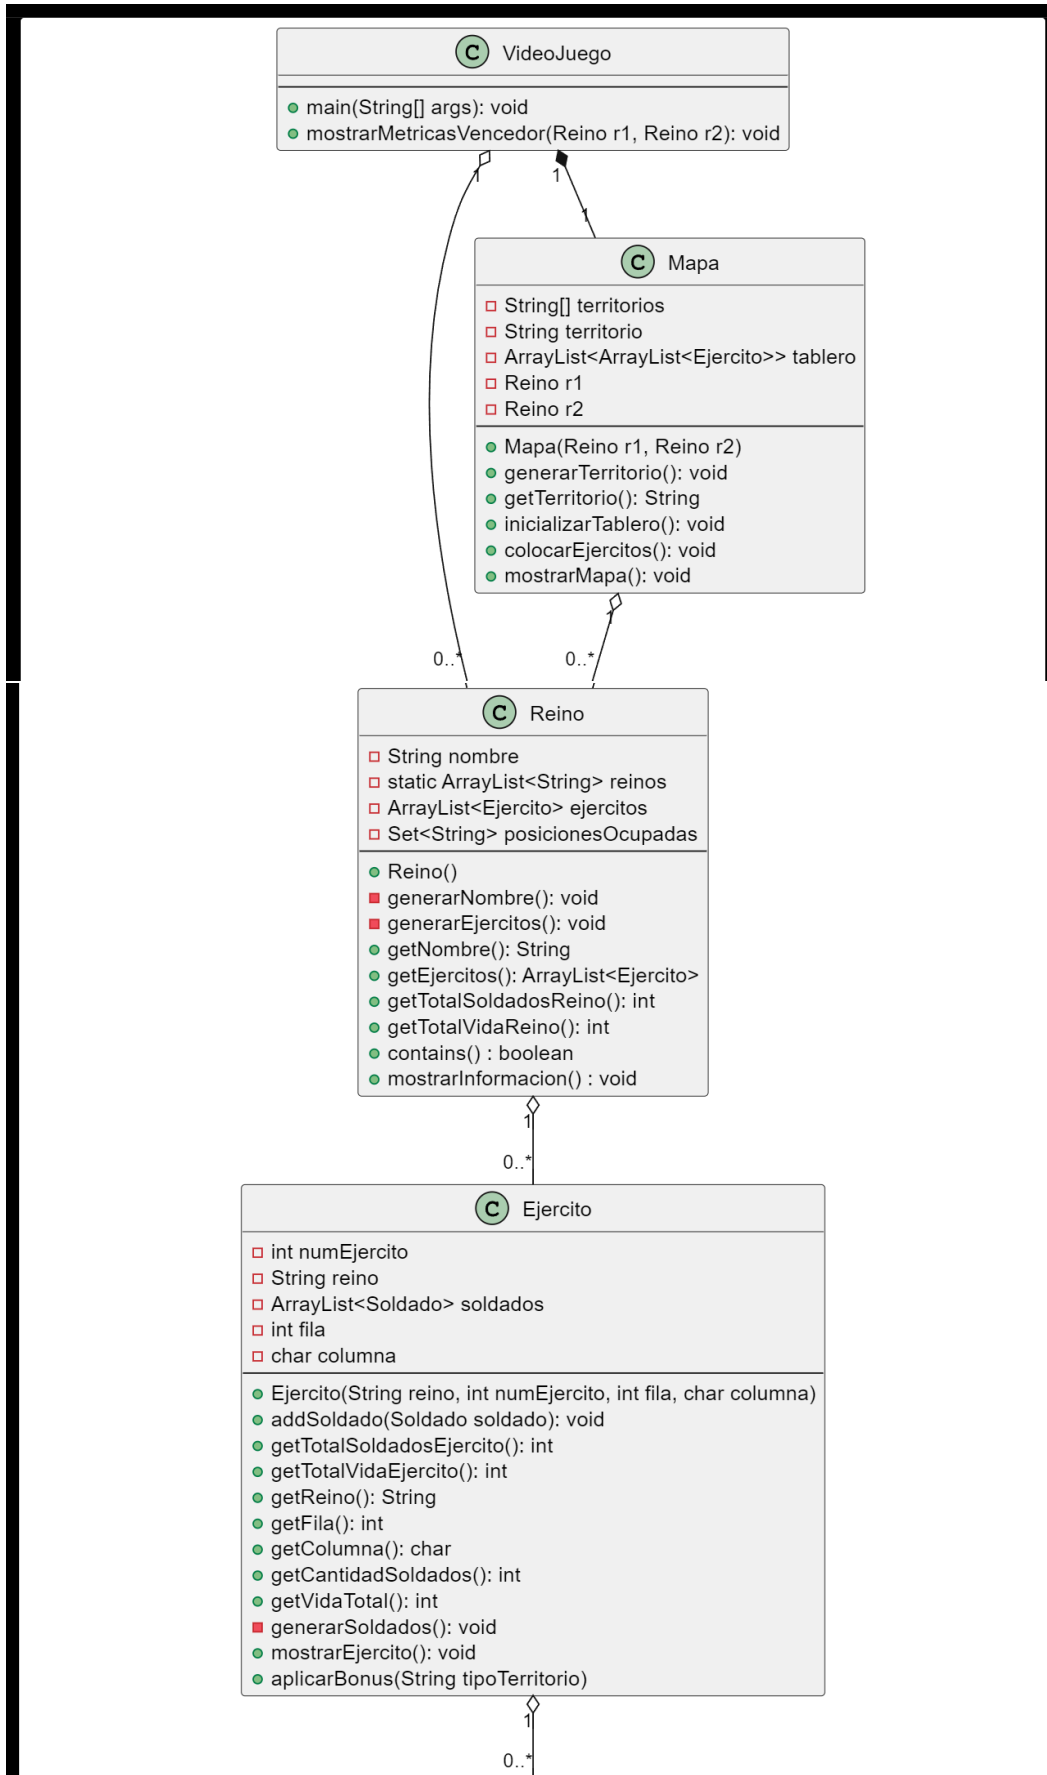 C VideoJuego
main(String[] args): void
mostrarMetricasVencedor(Reino r1, Reino r2): void
1
1
1
C Mapa
String[] territorios
String territorio
ArrayList<ArrayList<Ejercito>> tablero
Reino r1
Reino r2
Mapa(Reino r1, Reino r2)
generarTerritorio(): void
getTerritorio(): String
inicializarTablero(): void
colocarEjercitos(): void
mostrarMapa(): void
1
0..*
0..*
C Reino
String nombre
static ArrayList<String> reinos
ArrayList<Ejercito> ejercitos
Set<String> posicionesOcupadas
Reino()
generarNombre(): void
generarEjercitos(): void
getNombre(): String
getEjercitos(): ArrayList<Ejercito>
getTotalSoldadosReino(): int
getTotalVidaReino(): int
contains() : boolean
mostrarInformacion() : void
1
0..*
C Ejercito
int numEjercito
String reino
ArrayList<Soldado> soldados
int fila
char columna
Ejercito(String reino, int numEjercito, int fila, char columna)
addSoldado(Soldado soldado): void
getTotalSoldadosEjercito(): int
getTotalVidaEjercito(): int
getReino(): String
getFila(): int
getColumna(): char
getCantidadSoldados(): int
getVidaTotal(): int
generarSoldados(): void
mostrarEjercito(): void
aplicarBonus(String tipoTerritorio)
1
0..*